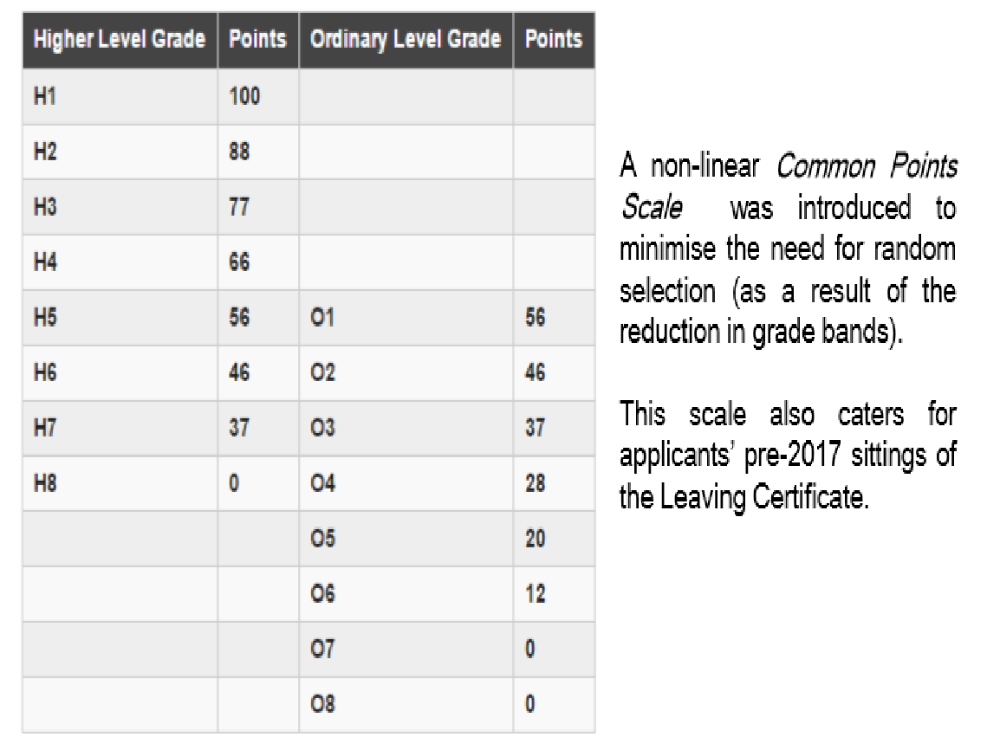 Higher Level Grade Points Ordinary Level Grade Points
H1 100
H2 88
H3 77
H4 66
H5 56 O1 56
H6 46 O2 46
H7 37 O3 37
H8 0 O4 28
O5 20
O6 12
O7 0
O8 0
A non-linear Common Points
Scale was introduced to
minimise the need for random
selection (as a result of the
reduction in grade bands).
This scale also caters for
applicants’ pre-2017 sittings of
the Leaving Certificate.